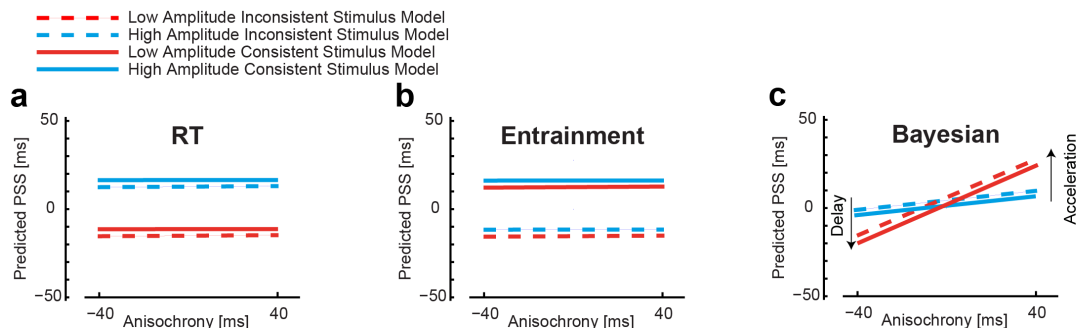 Low Amplitude Inconsistent Stimulus Model
High Amplitude Inconsistent Stimulus Model
Low Amplitude Consistent Stimulus Model
High Amplitude Consistent Stimulus Model
a
RT
Predicted PSS [ms]
50
0
−50
−40
40
Anisochrony [ms]
b
Entrainment
Predicted PSS [ms]
50
0
−50
−40
40
Anisochrony [ms]
c
Bayesian
Predicted PSS [ms]
50
0
−50
Delay
Acceleration
−40
40
Anisochrony [ms]